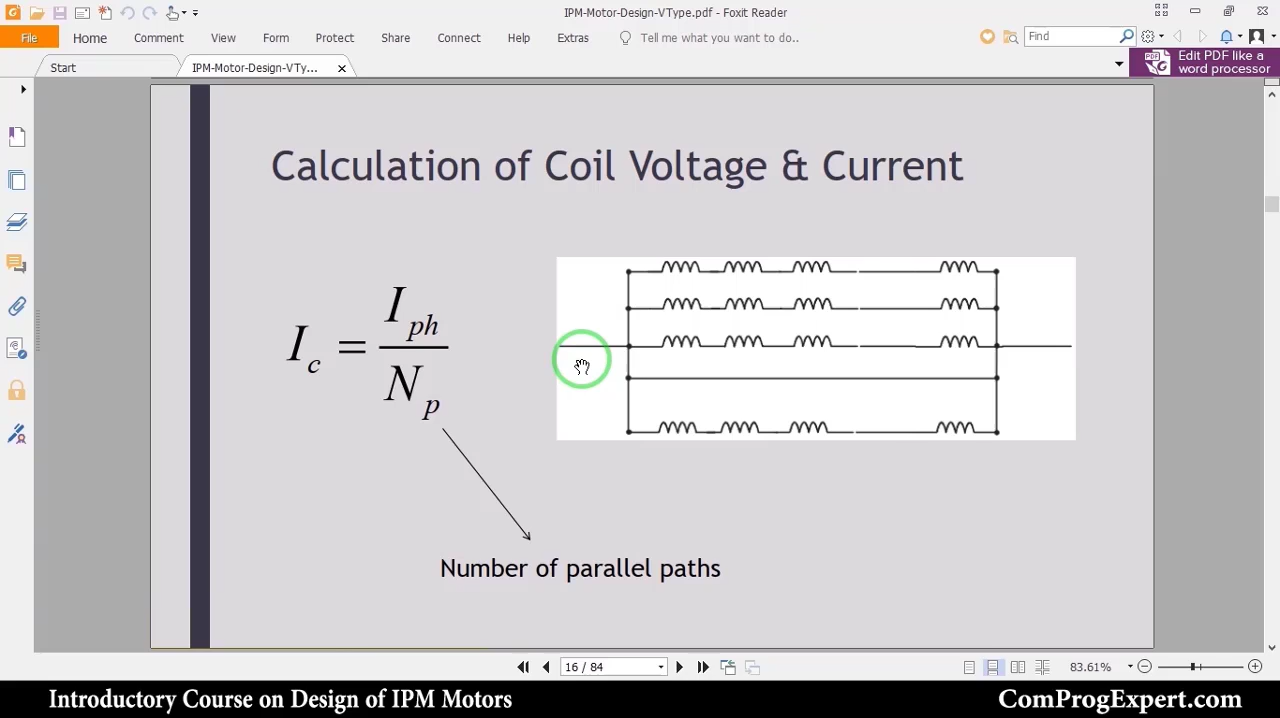 IPM-Motor-Design-VType.pdf - Foxit Reader
File Home Comment View Form Protect Share Connect Help Extras Tell me what you want to do.. Find
Start IPM-Motor-Design-VTy... Edit PDF like a
word processor
Calculation of Coil Voltage & Current
I_c = I_ph / N_p
Number of parallel paths
16 / 84
83.61%
Introductory Course on Design of IPM Motors
ComProgExpert.com